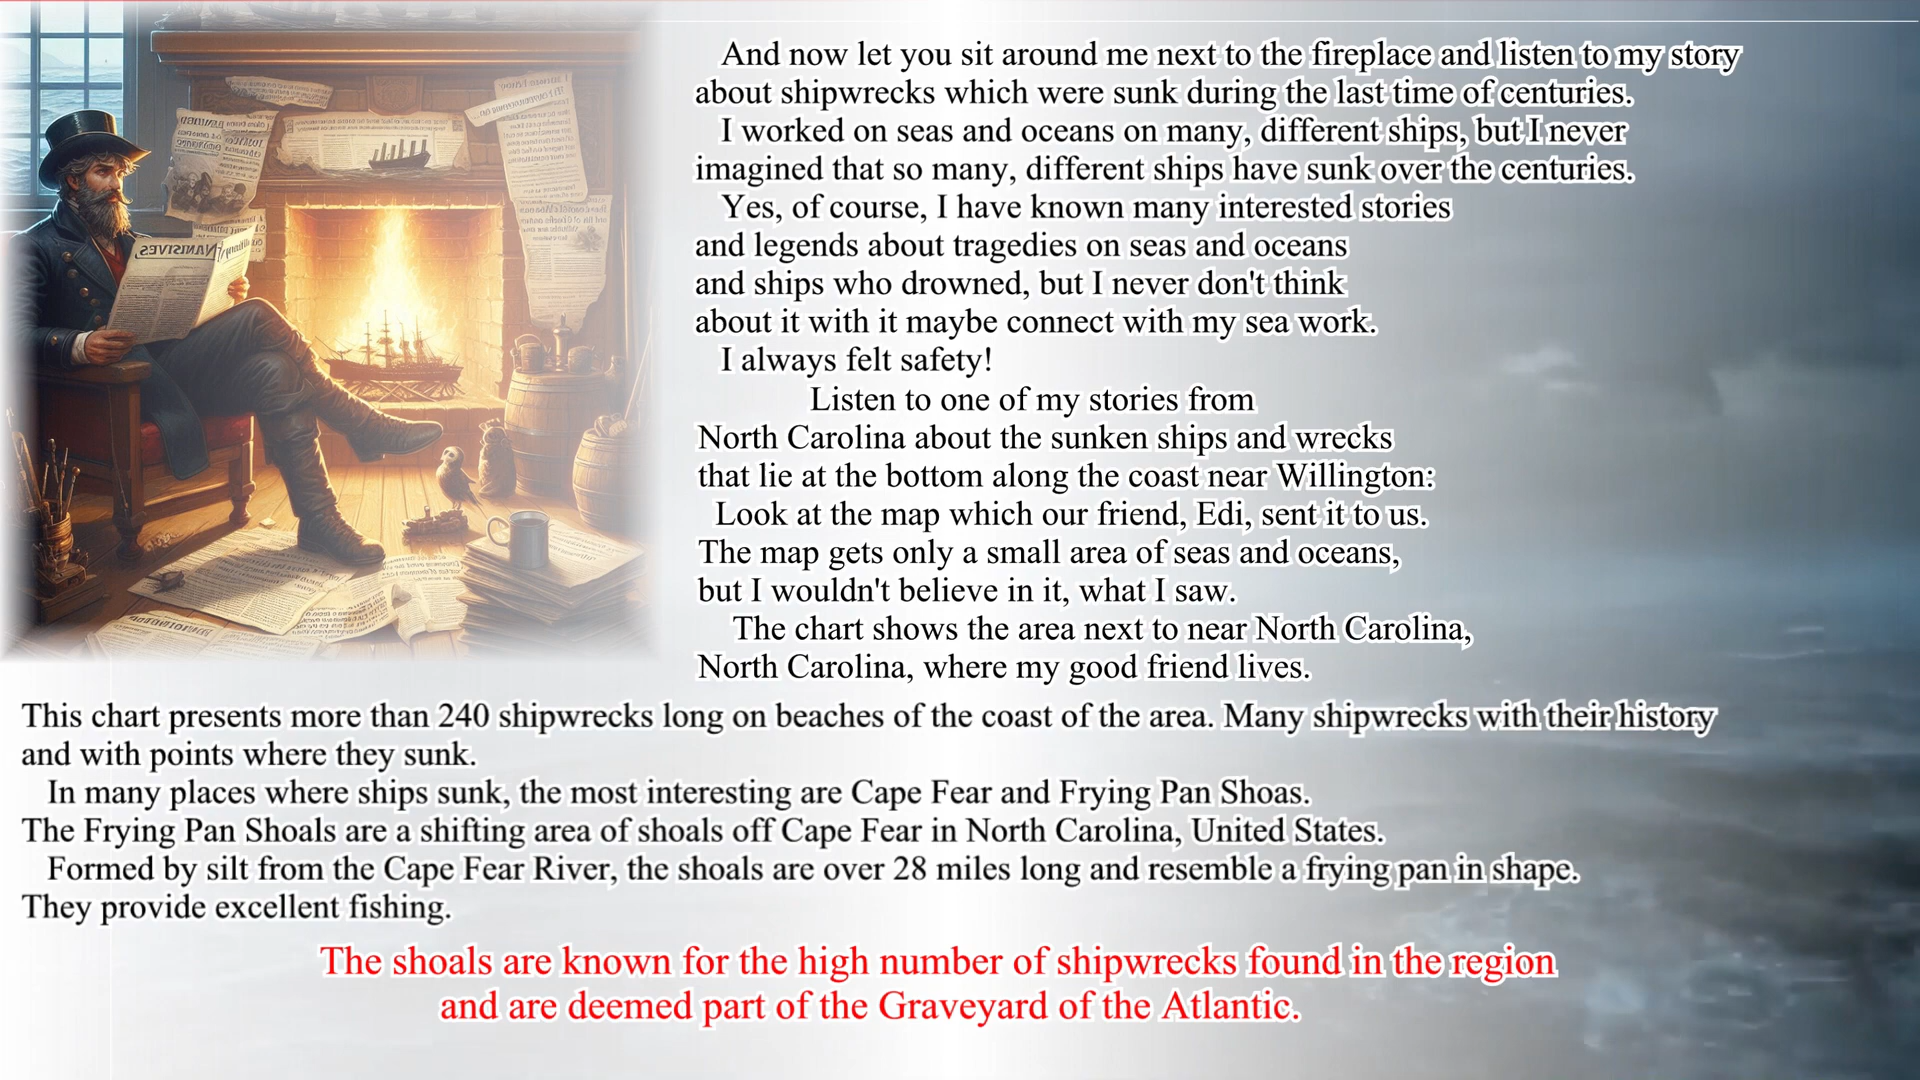 And now let you sit around me next to the fireplace and listen to my story
about shipwrecks which were sunk during the last time of centuries.
I worked on seas and oceans on many, different ships, but I never
imagined that so many, different ships have sunk over the centuries.
Yes, of course, I have known many interested stories
and legends about tragedies on seas and oceans
and ships who drowned, but I never don't think
about it with it maybe connect with my sea work.
I always felt safety!
Listen to one of my stories from
North Carolina about the sunken ships and wrecks
that lie at the bottom along the coast near Willington:
Look at the map which our friend, Edi, sent it to us.
The map gets only a small area of seas and oceans,
but I wouldn't believe in it, what I saw.
The chart shows the area next to near North Carolina,
North Carolina, where my good friend lives.
This chart presents more than 240 shipwrecks long on beaches of the coast of the area. Many shipwrecks with their history
and with points where they sunk.
In many places where ships sunk, the most interesting are Cape Fear and Frying Pan Shoas.
The Frying Pan Shoals are a shifting area of shoals off Cape Fear in North Carolina, United States.
Formed by silt from the Cape Fear River, the shoals are over 28 miles long and resemble a frying pan in shape.
They provide excellent fishing.
The shoals are known for the high number of shipwrecks found in the region
and are deemed part of the Graveyard of the Atlantic.